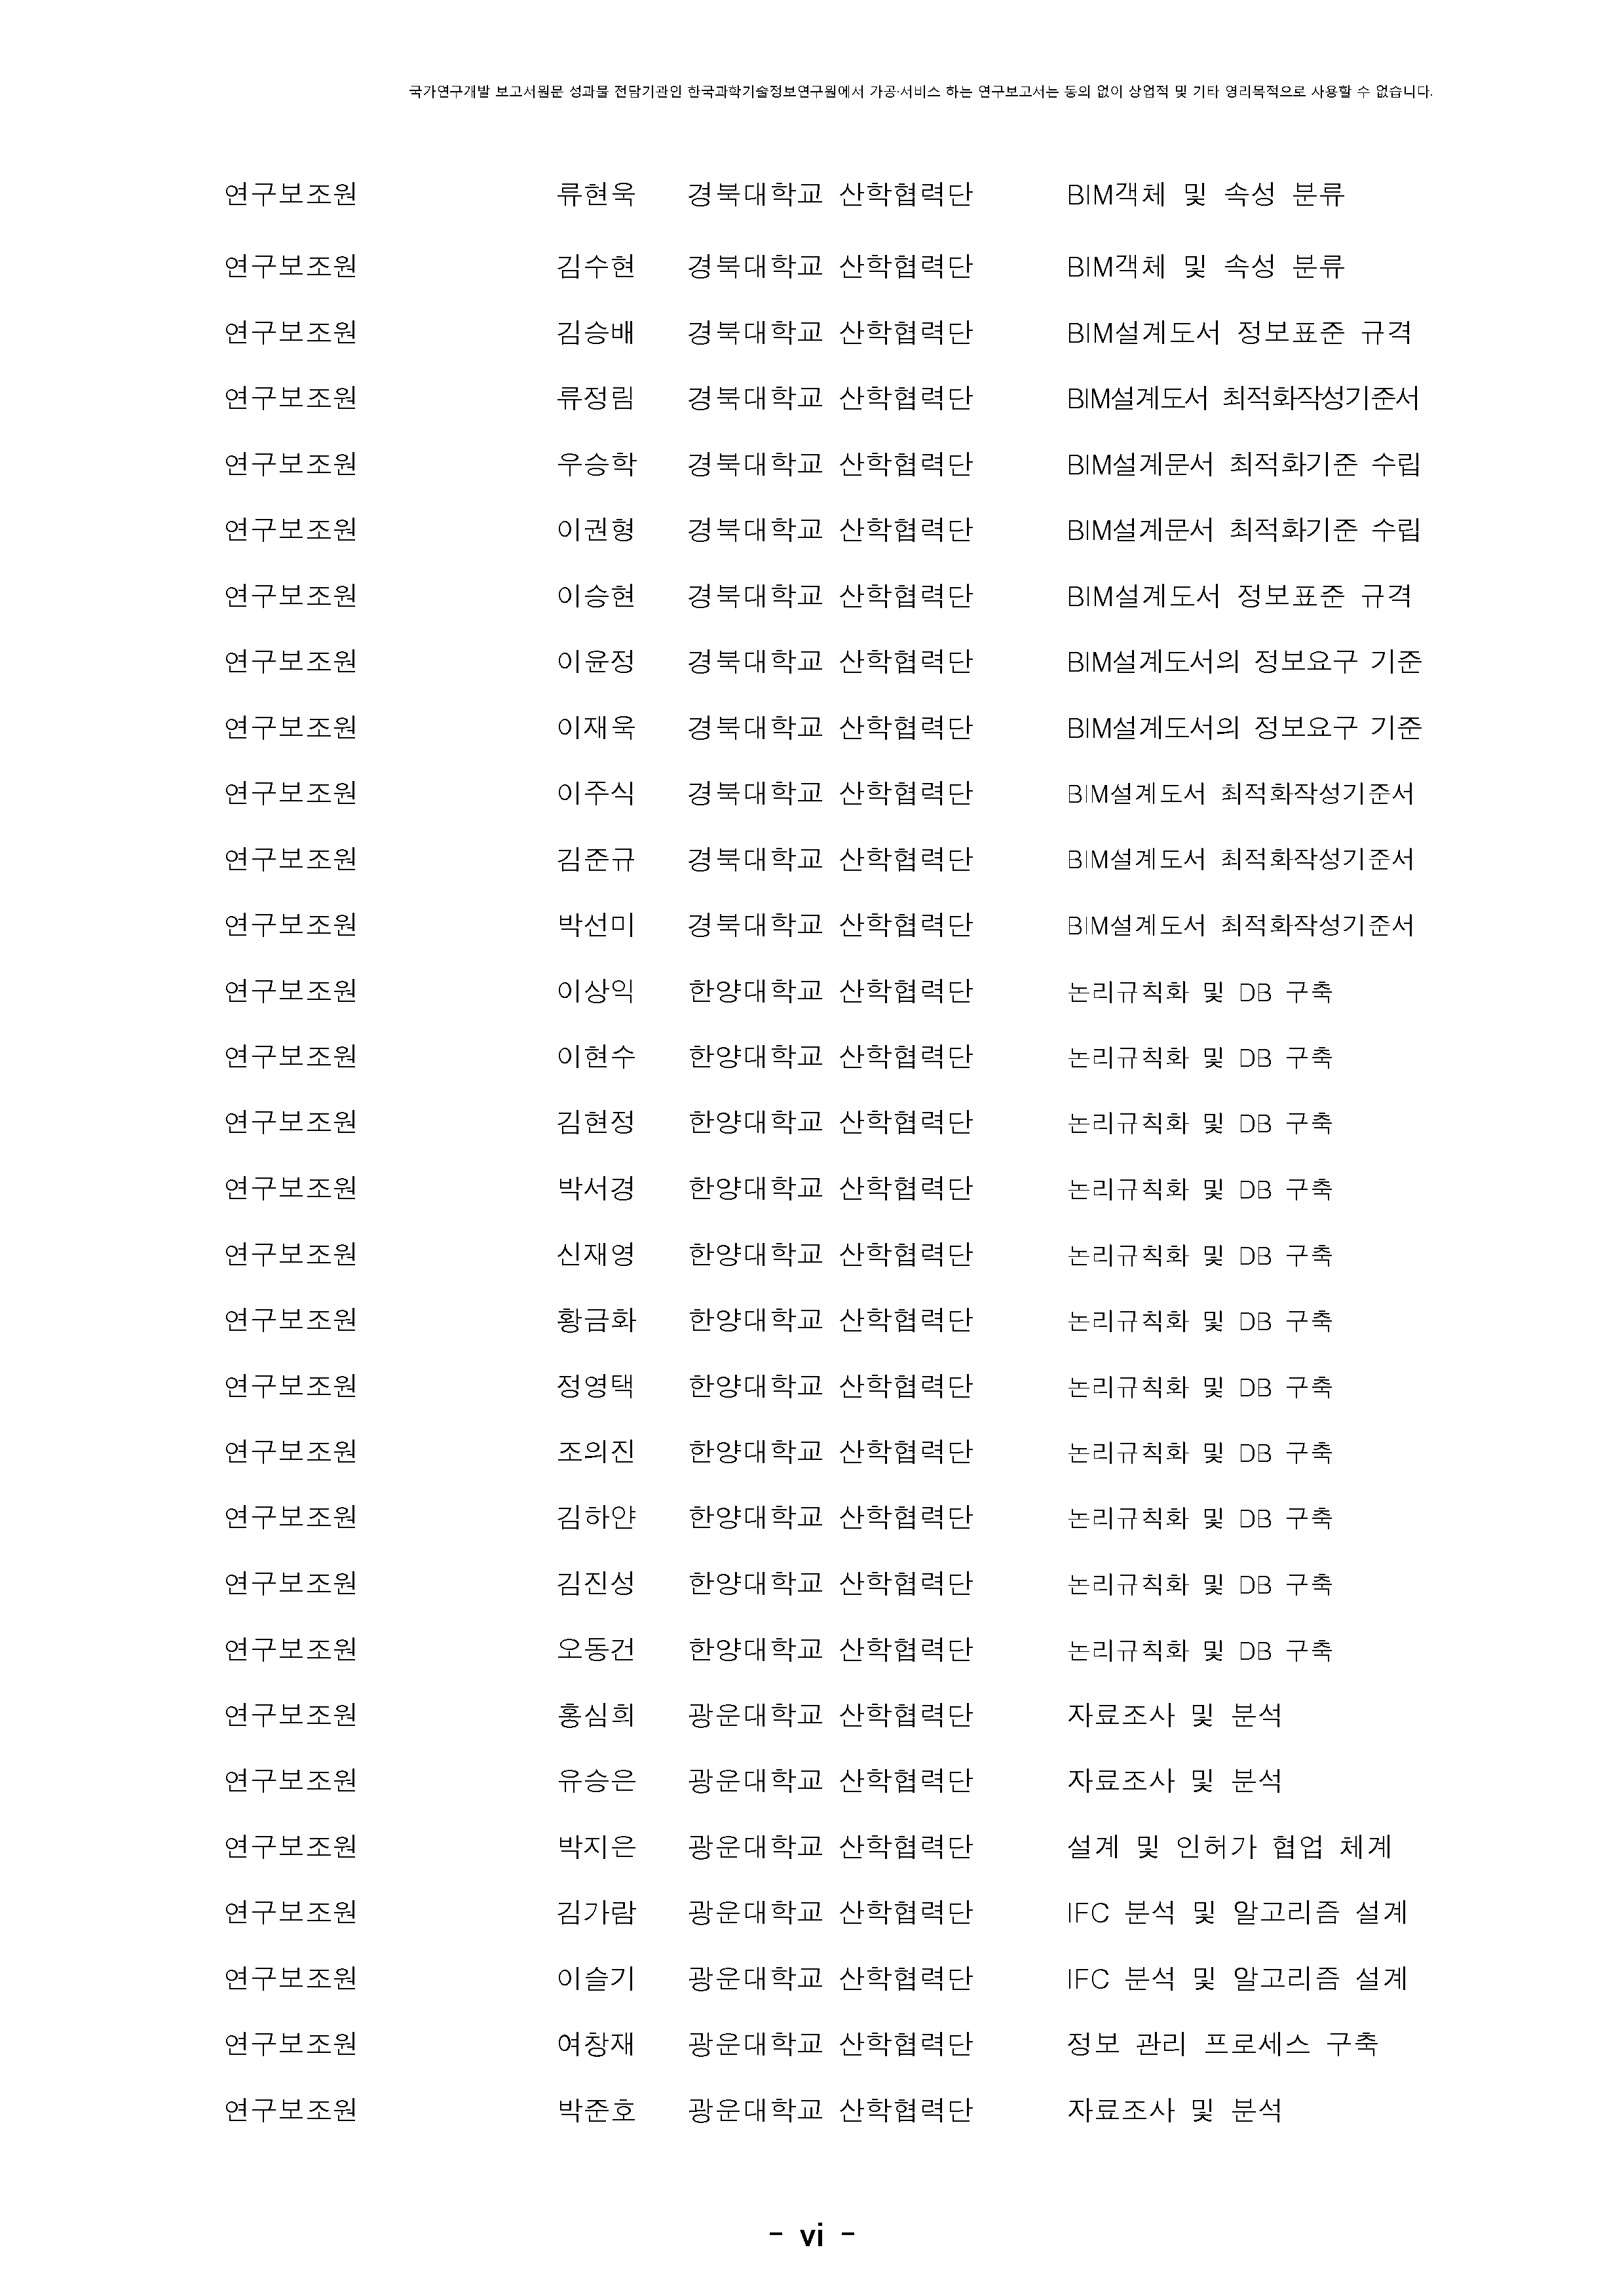 국가연구개발 보고서원문 성과물 전담기관인 한국과학기술정보연구원에서 가공·서비스 하는 연구보고서는 동의 없이 상업적 및 기타 영리목적으로 사용할 수 없습니다.
연구보조원 류현욱 경북대학교 산학협력단 BIM객체 및 속성 분류
연구보조원 김수현 경북대학교 산학협력단 BIM객체 및 속성 분류
연구보조원 김승배 경북대학교 산학협력단 BIM설계도서 정보표준 규격
연구보조원 류정림 경북대학교 산학협력단 BIM설계도서 최적화작성기준서
연구보조원 우승학 경북대학교 산학협력단 BIM설계문서 최적화기준 수립
연구보조원 이권형 경북대학교 산학협력단 BIM설계문서 최적화기준 수립
연구보조원 이승현 경북대학교 산학협력단 BIM설계도서 정보표준 규격
연구보조원 이윤정 경북대학교 산학협력단 BIM설계도서의 정보요구 기준
연구보조원 이재욱 경북대학교 산학협력단 BIM설계도서의 정보요구 기준
연구보조원 이주식 경북대학교 산학협력단 BIM설계도서 최적화작성기준서
연구보조원 김준규 경북대학교 산학협력단 BIM설계도서 최적화작성기준서
연구보조원 박선미 경북대학교 산학협력단 BIM설계도서 최적화작성기준서
연구보조원 이상익 한양대학교 산학협력단 논리규칙화 및 DB 구축
연구보조원 이현수 한양대학교 산학협력단 논리규칙화 및 DB 구축
연구보조원 김현정 한양대학교 산학협력단 논리규칙화 및 DB 구축
연구보조원 박서경 한양대학교 산학협력단 논리규칙화 및 DB 구축
연구보조원 신재영 한양대학교 산학협력단 논리규칙화 및 DB 구축
연구보조원 황금화 한양대학교 산학협력단 논리규칙화 및 DB 구축
연구보조원 정영택 한양대학교 산학협력단 논리규칙화 및 DB 구축
연구보조원 조의진 한양대학교 산학협력단 논리규칙화 및 DB 구축
연구보조원 김하얀 한양대학교 산학협력단 논리규칙화 및 DB 구축
연구보조원 김진성 한양대학교 산학협력단 논리규칙화 및 DB 구축
연구보조원 오동건 한양대학교 산학협력단 논리규칙화 및 DB 구축
연구보조원 홍심희 광운대학교 산학협력단 자료조사 및 분석
연구보조원 유승은 광운대학교 산학협력단 자료조사 및 분석
연구보조원 박지은 광운대학교 산학협력단 설계 및 인허가 협업 체계
연구보조원 김가람 광운대학교 산학협력단 IFC 분석 및 알고리즘 설계
연구보조원 이슬기 광운대학교 산학협력단 IFC 분석 및 알고리즘 설계
연구보조원 여창재 광운대학교 산학협력단 정보 관리 프로세스 구축
연구보조원 박준호 광운대학교 산학협력단 자료조사 및 분석
- vi -